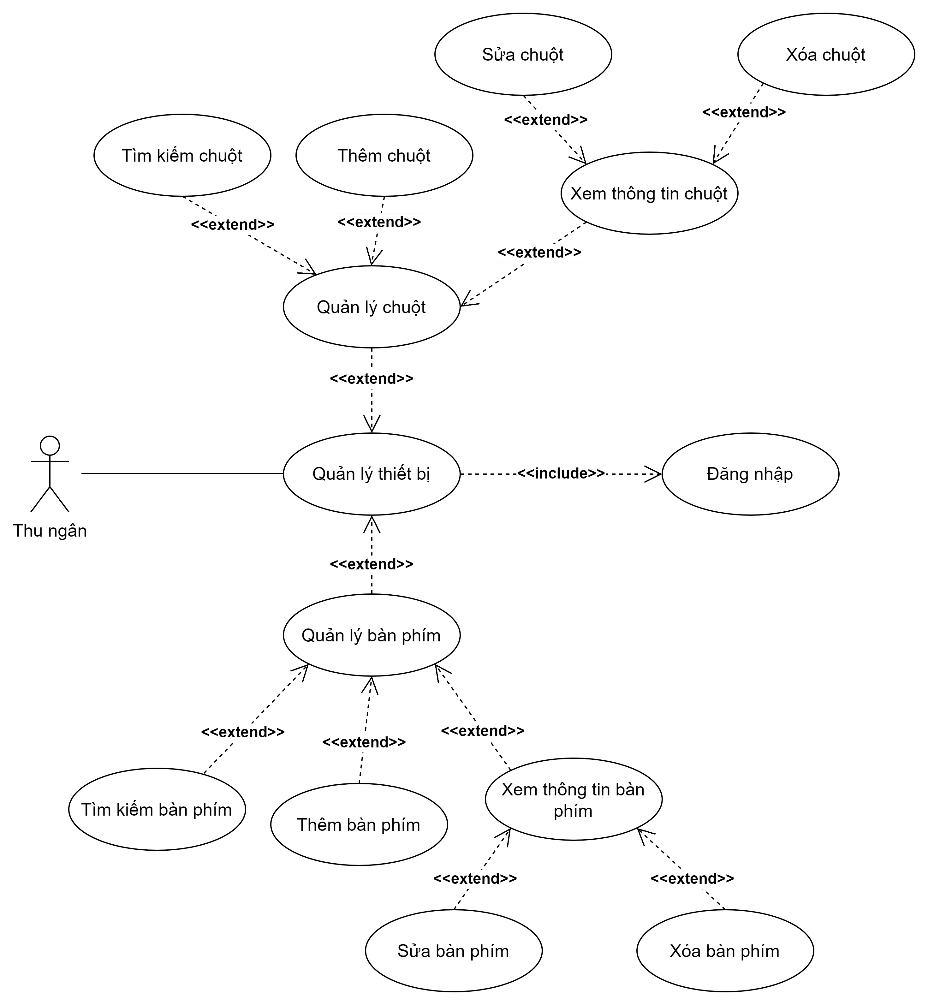 Sửa chuột
Xóa chuột
<<extend>>
<<extend>>
Tìm kiếm chuột
Thêm chuột
Xem thông tin chuột
<<extend>>
<<extend>>
<<extend>>
Quản lý chuột
<<extend>>
Quản lý thiết bị
<<include>>
Đăng nhập
Thu ngân
<<extend>>
Quản lý bàn phím
<<extend>>
<<extend>>
<<extend>>
Tìm kiếm bàn phím
Thêm bàn phím
Xem thông tin bàn
phím
<<extend>>
<<extend>>
Sửa bàn phím
Xóa bàn phím